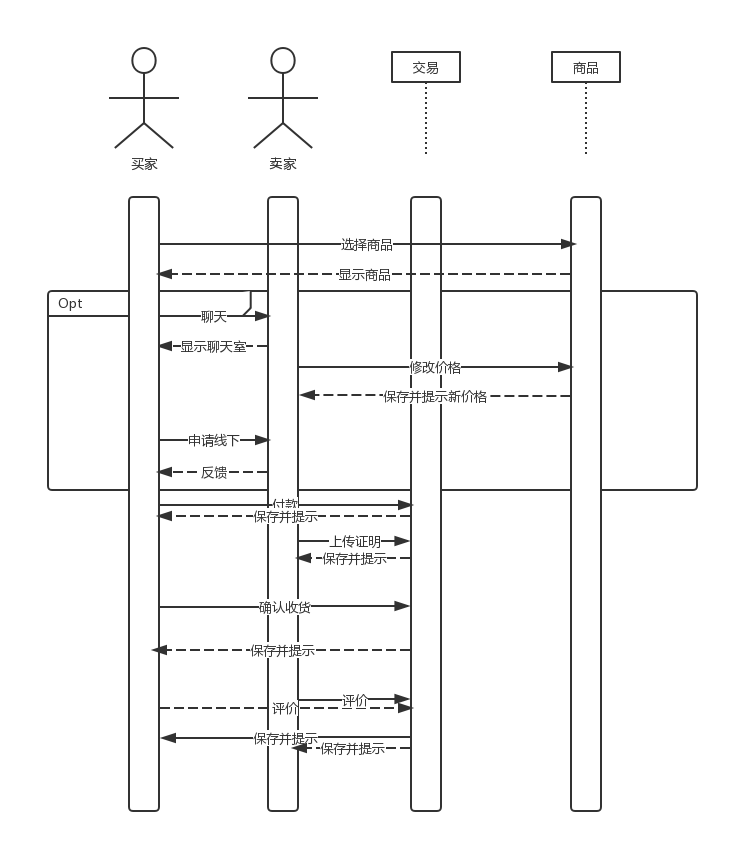 交易
商品
买家
卖家
选择商品
显示商品
Opt
聊天
显示聊天室
修改价格
保存并提示新价格
申请线下
反馈
付款
保存并提示
上传证明
保存并提示
确认收货
保存并提示
评价
评价
保存并提示
保存并提示